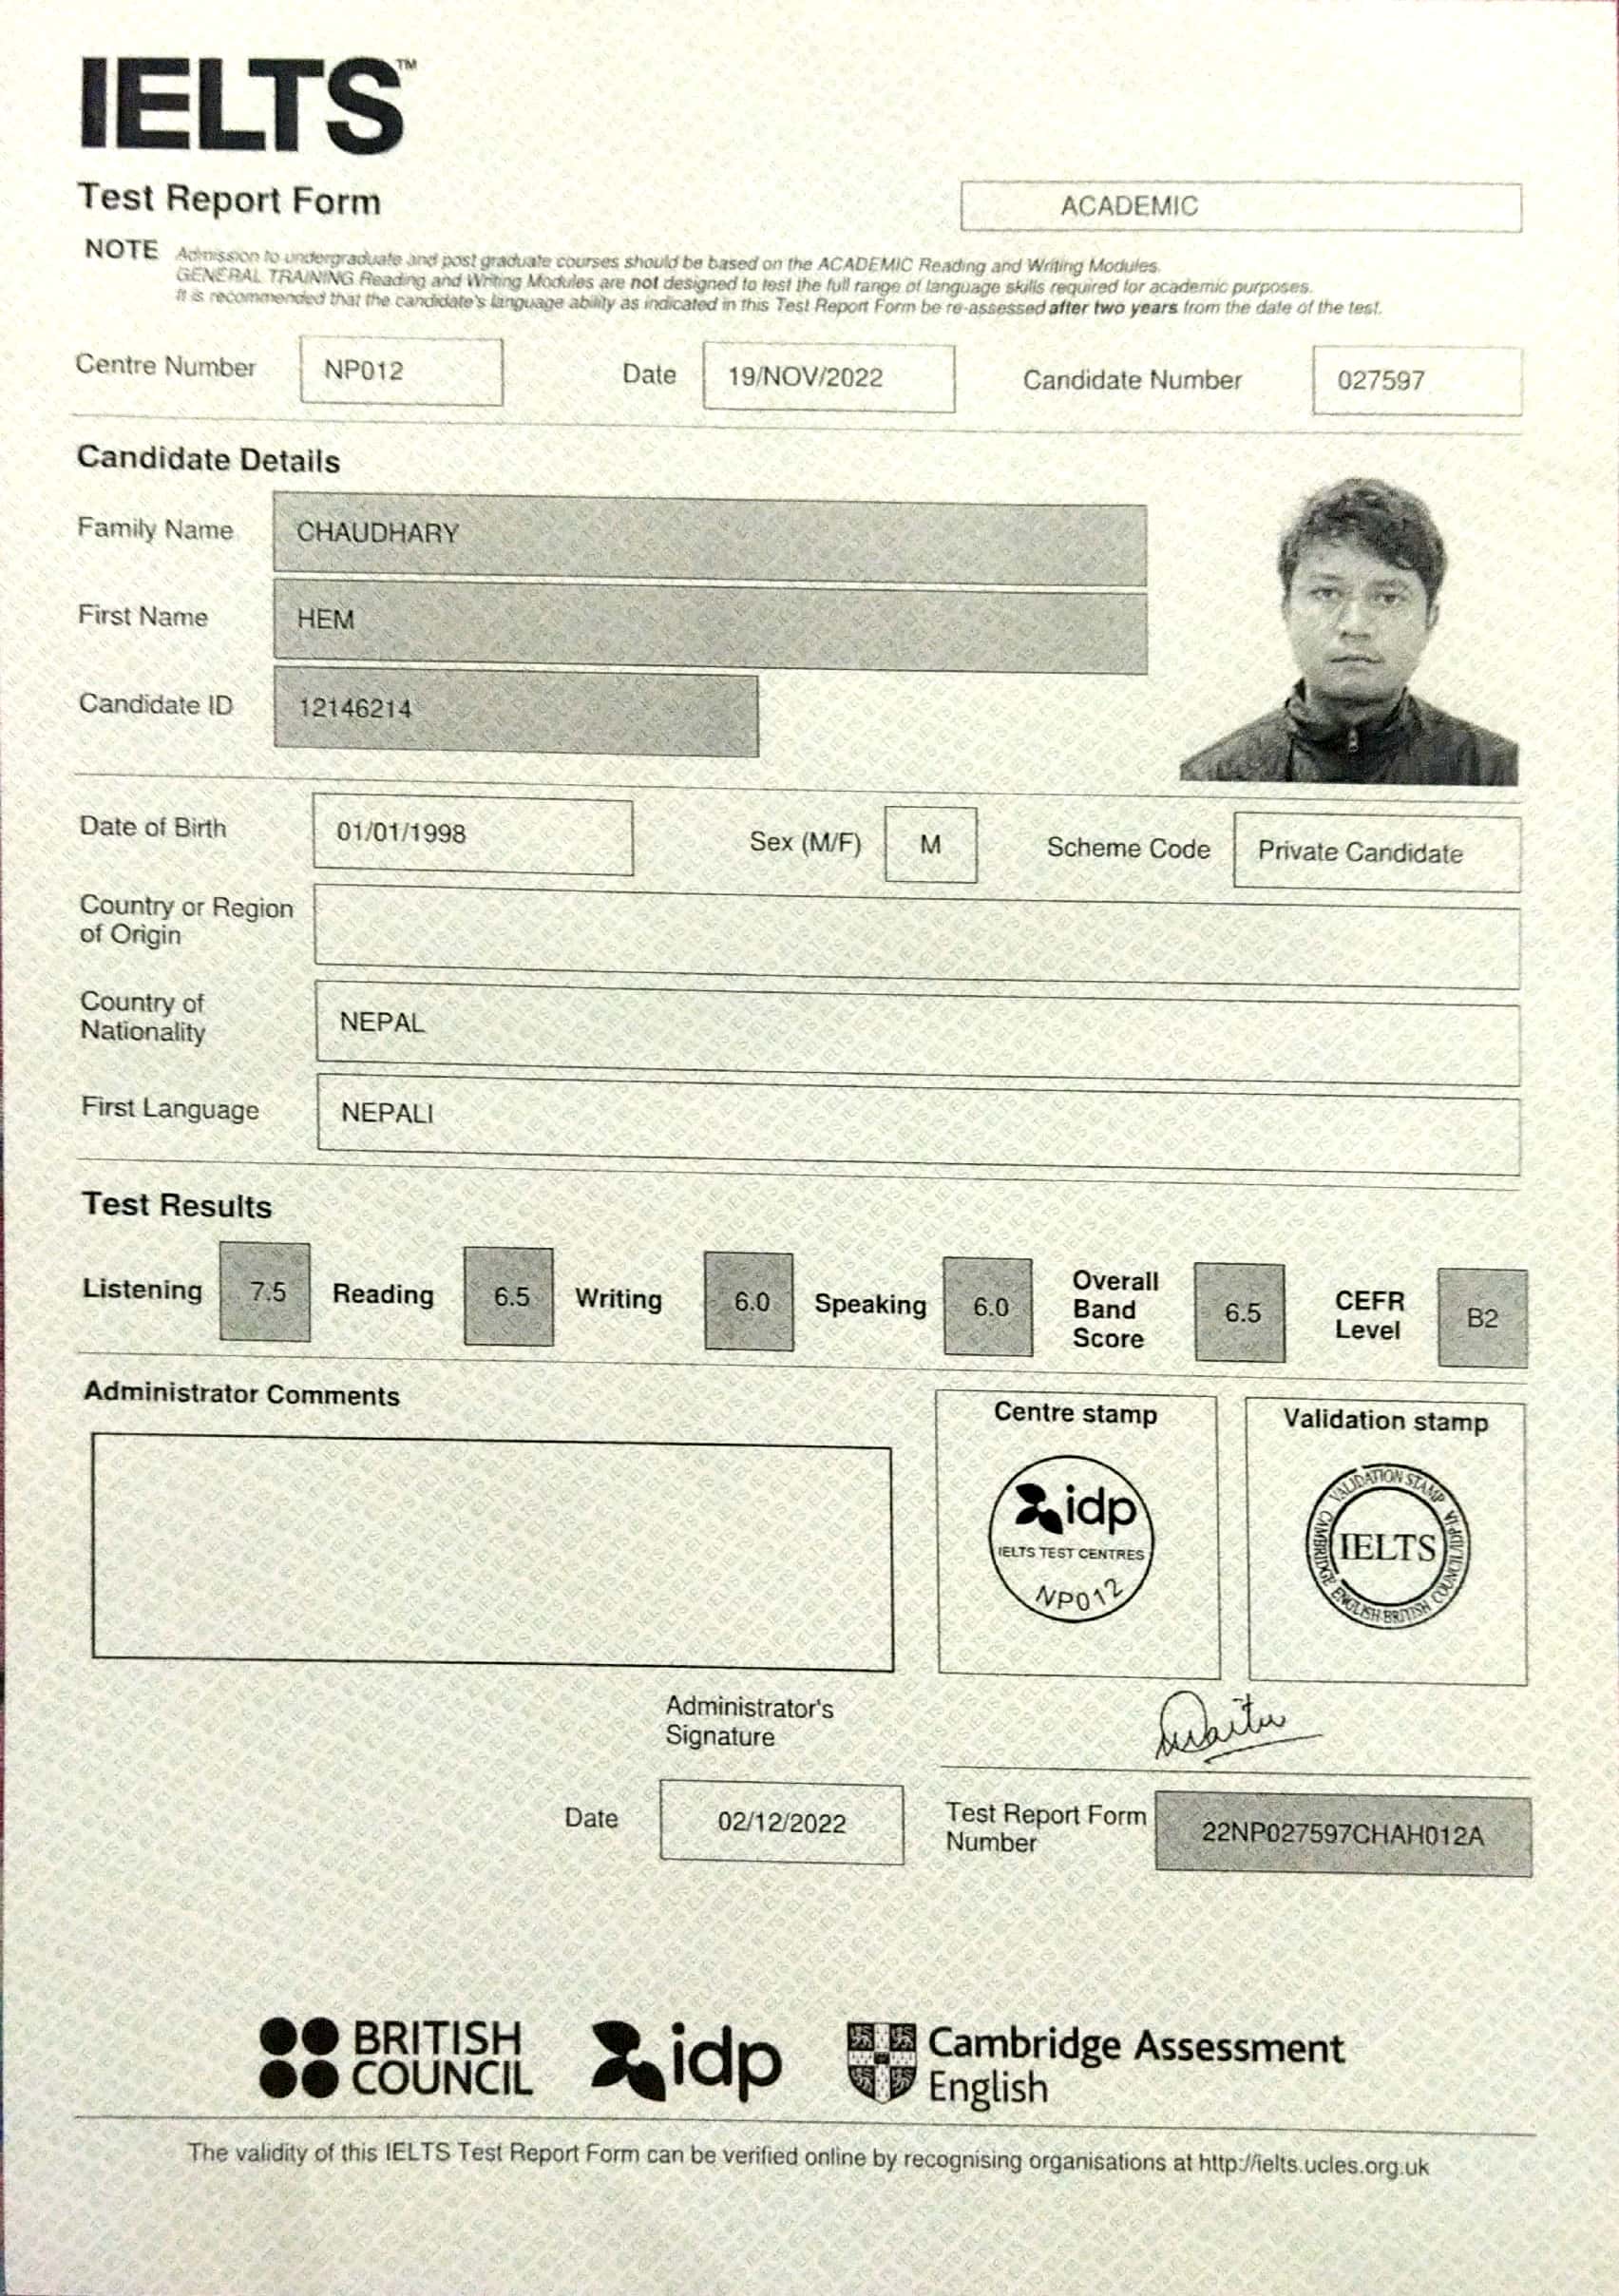 IELTS™
Test Report Form
ACADEMIC
NOTE Admission to undergraduate and post graduate courses should be based on the ACADEMIC Reading and Writing Modules.
GENERAL TRAINING Reading and Writing Modules are not designed to test the full range of language skills required for academic purposes.
It is recommended that the candidate's language ability as indicated in this Test Report Form be re-assessed after two years from the date of the test.
Centre Number NP012 Date 19/NOV/2022 Candidate Number 027597
Candidate Details
Family Name CHAUDHARY
First Name HEM
Candidate ID 12146214
Date of Birth 01/01/1998 Sex (M/F) M Scheme Code Private Candidate
Country or Region
of Origin
Country of
Nationality NEPAL
First Language NEPALI
Test Results
Listening 7.5 Reading 6.5 Writing 6.0 Speaking 6.0 Overall Band Score 6.5 CEFR Level B2
Administrator Comments
Centre stamp
idp
IELTS TEST CENTRES
NP012
Validation stamp
VALIDATION STAMP
CAMBRIDGE ENGLISH BRITISH COUNCIL/IDP:IA
IELTS
Administrator's
Signature
Date 02/12/2022
Test Report Form
Number 22NP027597CHAH012A
BRITISH
COUNCIL
idp
Cambridge Assessment
English
The validity of this IELTS Test Report Form can be verified online by recognising organisations at http://ielts.ucles.org.uk